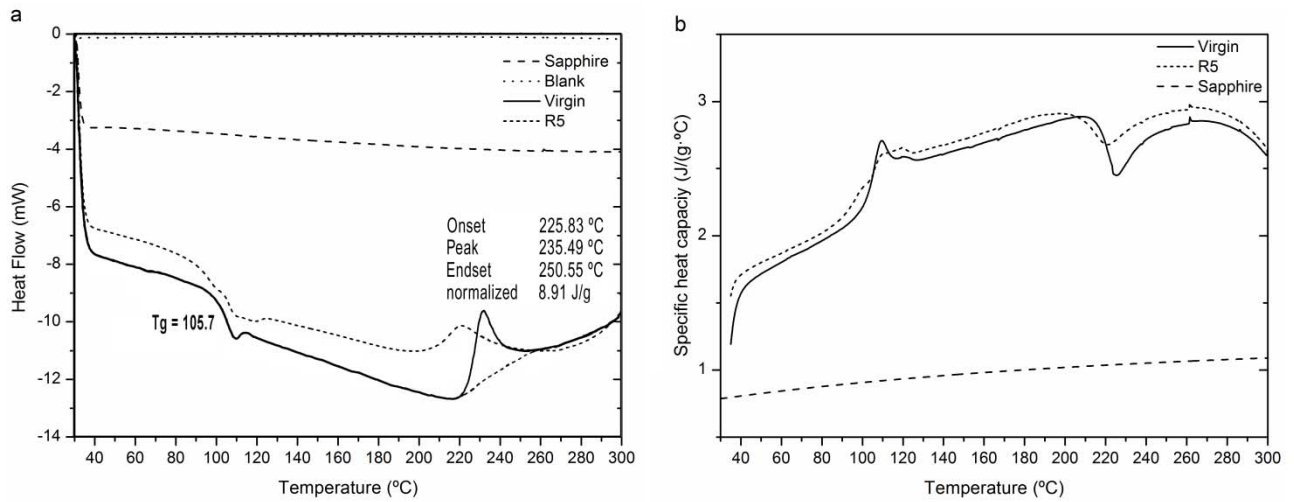 a
0
-2
-4
-6
-8
-10
-12
-14
Heat Flow (mW)
Sapphire
Blank
Virgin
R5
Onset 225.83 ºC
Peak 235.49 ºC
Endset 250.55 ºC
normalized 8.91 J/g
Tg = 105.7
40 60 80 100 120 140 160 180 200 220 240 260 280 300
Temperature (ºC)
b
Virgin
R5
Sapphire
3
2
1
Specific heat capaciy (J/(g·ºC)
40 60 80 100 120 140 160 180 200 220 240 260 280 300
Temperature (ºC)